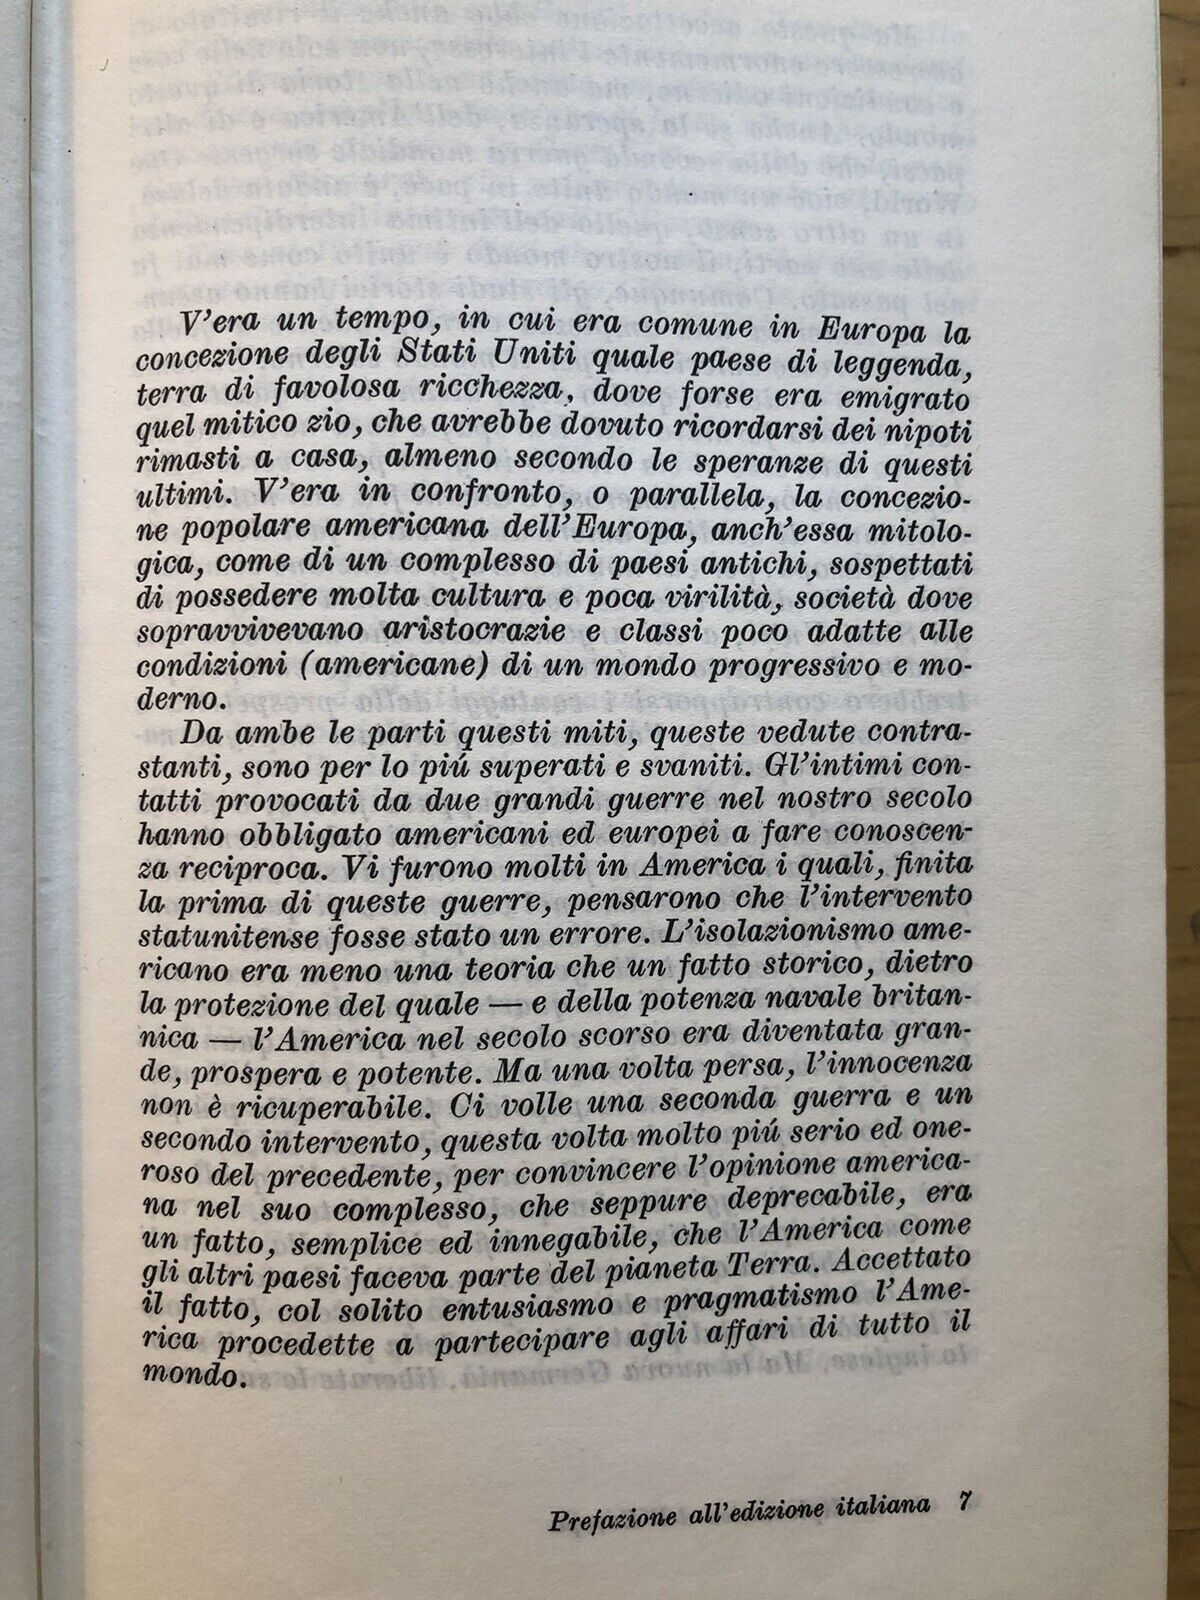 V'era un tempo, in cui era comune in Europa la
concezione degli Stati Uniti quale paese di leggenda,
terra di favolosa ricchezza, dove forse era emigrato
quel mitico zio, che avrebbe dovuto ricordarsi dei nipoti
rimasti a casa, almeno secondo le speranze di questi
ultimi. V'era in confronto, o parallela, la concezio-
ne popolare americana dell'Europa, anch'essa mitolo-
gica, come di un complesso di paesi antichi, sospettati
di possedere molta cultura e poca virilità, società dove
sopravvivevano aristocrazie e classi poco adatte alle
condizioni (americane) di un mondo progressivo e mo-
derno.
Da ambe le parti questi miti, queste vedute contra-
stanti, sono per lo piú superati e svaniti. Gl'intimi con-
tatti provocati da due grandi guerre nel nostro secolo
hanno obbligato americani ed europei a fare conoscen-
za reciproca. Vi furono molti in America i quali, finita
la prima di queste guerre, pensarono che l'intervento
statunitense fosse stato un errore. L'isolazionismo ame-
ricano era meno una teoria che un fatto storico, dietro
la protezione del quale — e della potenza navale britan-
nica — l'America nel secolo scorso era diventata gran-
de, prospera e potente. Ma una volta persa, l'innocenza
non è ricuperabile. Ci volle una seconda guerra e un
secondo intervento, questa volta molto piú serio ed one-
roso del precedente, per convincere l'opinione america-
na nel suo complesso, che seppure deprecabile, era
un fatto, semplice ed innegabile, che l'America come
gli altri paesi faceva parte del pianeta Terra. Accettato
il fatto, col solito entusiasmo e pragmatismo l'Ame-
rica procedette a partecipare agli affari di tutto il
mondo.
Prefazione all'edizione italiana 7